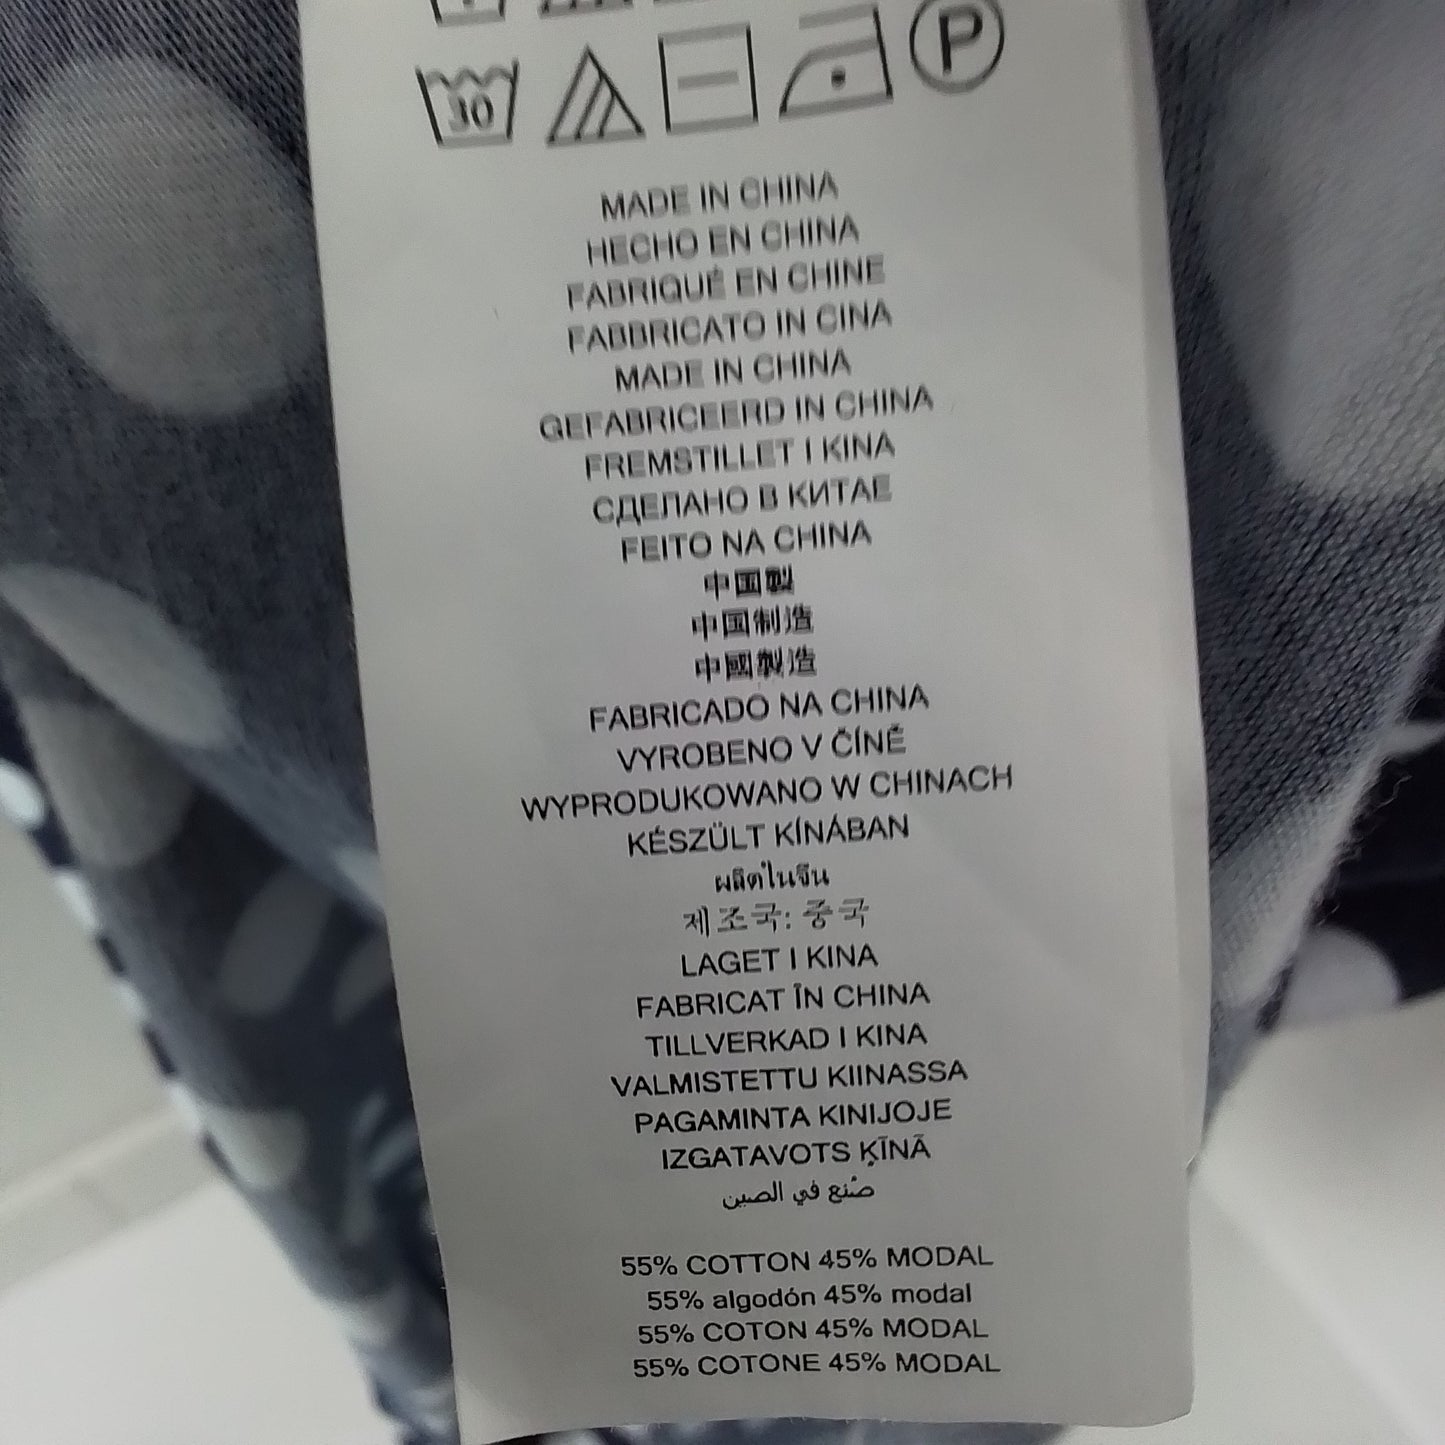 30
P
MADE IN CHINA
HECHO EN CHINA
FABRIQUÉ EN CHINE
FABBRICATO IN CINA
MADE IN CHINA
GEFABRICEERD IN CHINA
FREMSTILLET I KINA
СДЕЛАНО В КИТАЕ
FEITO NA CHINA
中国製
中国制造
中國製造
FABRICADO NA CHINA
VYROBENO V ČÍNĚ
WYPRODUKOWANO W CHINACH
KÉSZÜLT KÍNÁBAN
ผลิตในจีน
제조국: 중국
LAGET I KINA
FABRICAT ÎN CHINA
TILLVERKAD I KINA
VALMISTETTU KIINASSA
PAGAMINTA KINIJOJE
IZGATAVOTS ĶĪNĀ
صُنع في الصين
55% COTTON 45% MODAL
55% algodón 45% modal
55% COTON 45% MODAL
55% COTONE 45% MODAL